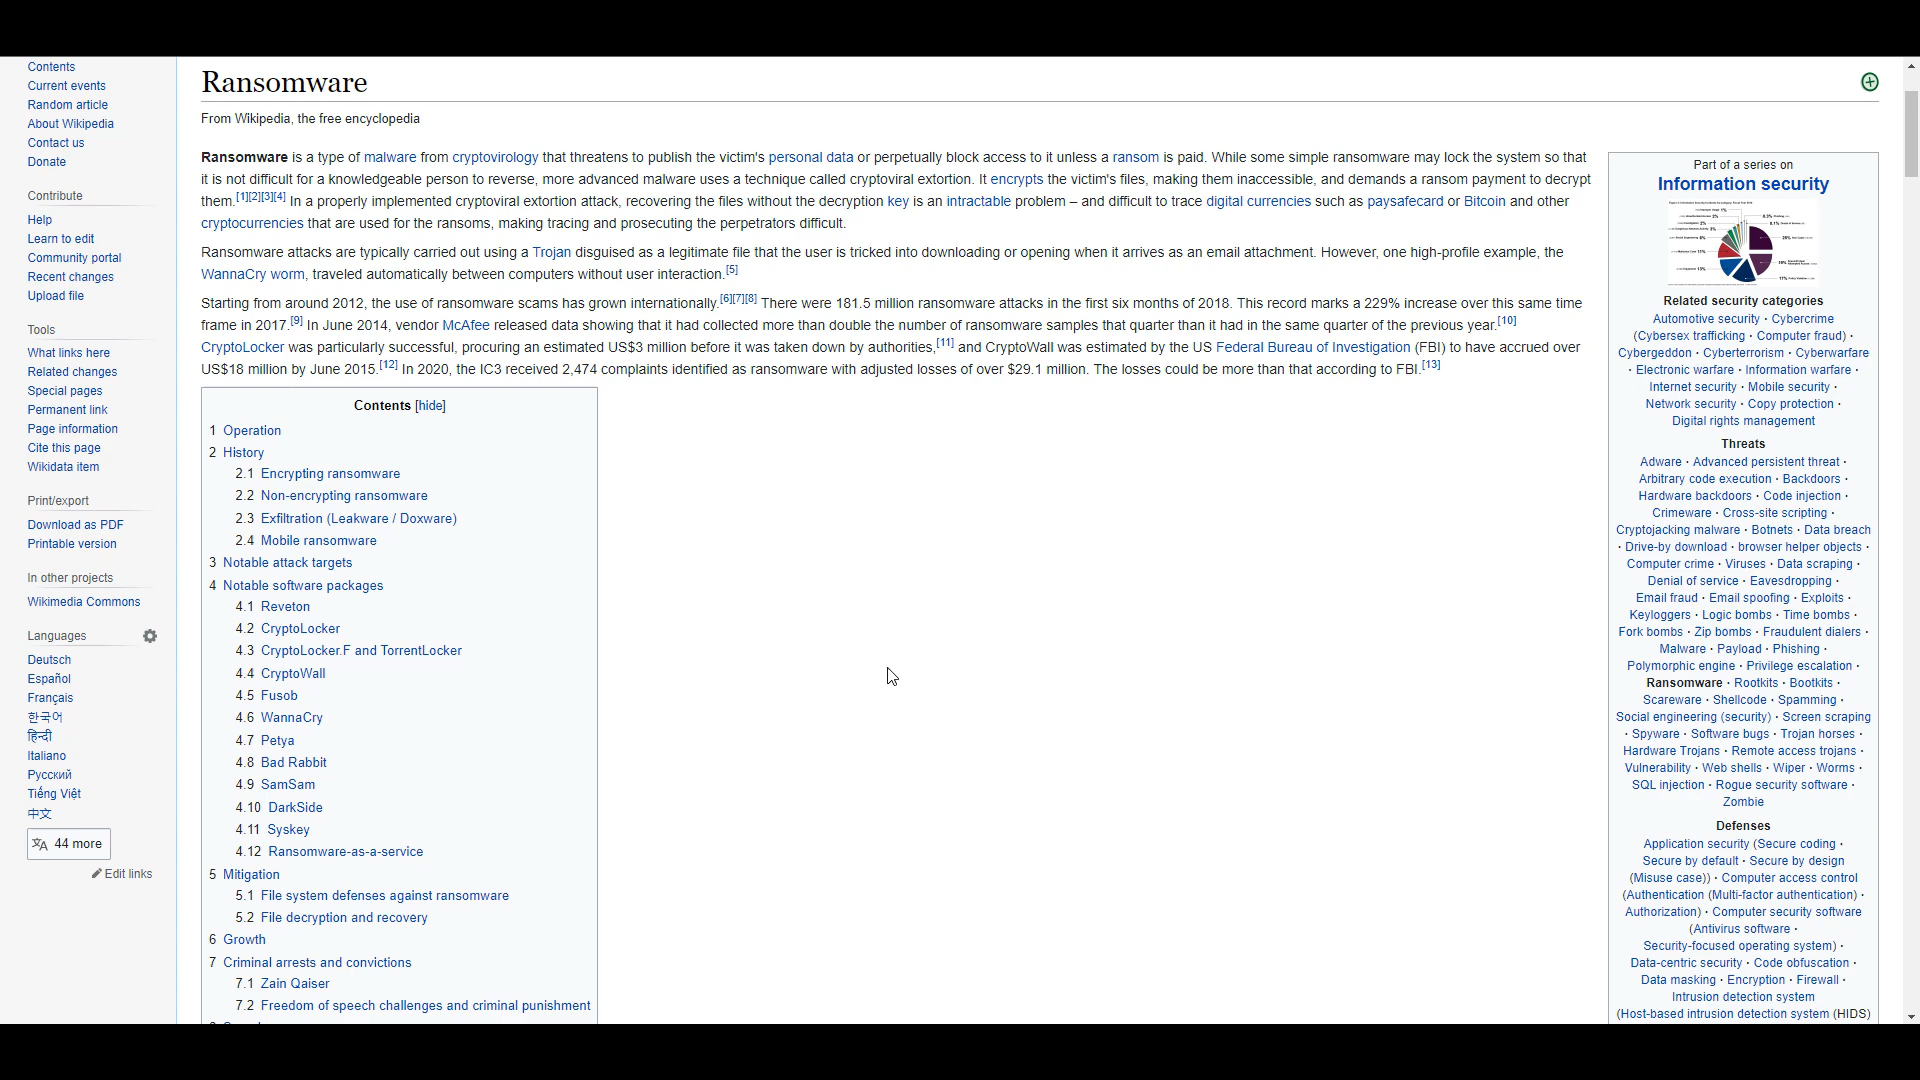 Contents
Current events
Random article
About Wikipedia
Contact us
Donate
Contribute
Help
Learn to edit
Community portal
Recent changes
Upload file
Tools
What links here
Related changes
Special pages
Permanent link
Page information
Cite this page
Wikidata item
Print/export
Download as PDF
Printable version
In other projects
Wikimedia Commons
Languages
Deutsch
Español
Français
한국어
हिन्दी
Italiano
Русский
Tiếng Việt
中文
44 more
Edit links
Ransomware
From Wikipedia, the free encyclopedia
Ransomware is a type of malware from cryptovirology that threatens to publish the victim's personal data or perpetually block access to it unless a ransom is paid. While some simple ransomware may lock the system so that
it is not difficult for a knowledgeable person to reverse, more advanced malware uses a technique called cryptoviral extortion. It encrypts the victim's files, making them inaccessible, and demands a ransom payment to decrypt
them.[1][2][3][4] In a properly implemented cryptoviral extortion attack, recovering the files without the decryption key is an intractable problem – and difficult to trace digital currencies such as paysafecard or Bitcoin and other
cryptocurrencies that are used for the ransoms, making tracing and prosecuting the perpetrators difficult.
Ransomware attacks are typically carried out using a Trojan disguised as a legitimate file that the user is tricked into downloading or opening when it arrives as an email attachment. However, one high-profile example, the
WannaCry worm, traveled automatically between computers without user interaction.[5]
Starting from around 2012, the use of ransomware scams has grown internationally.[6][7][8] There were 181.5 million ransomware attacks in the first six months of 2018. This record marks a 229% increase over this same time
frame in 2017.[9] In June 2014, vendor McAfee released data showing that it had collected more than double the number of ransomware samples that quarter than it had in the same quarter of the previous year.[10]
CryptoLocker was particularly successful, procuring an estimated US$3 million before it was taken down by authorities,[11] and CryptoWall was estimated by the US Federal Bureau of Investigation (FBI) to have accrued over
US$18 million by June 2015.[12] In 2020, the IC3 received 2,474 complaints identified as ransomware with adjusted losses of over $29.1 million. The losses could be more than that according to FBI.[13]
Contents [hide]
1 Operation
2 History
2.1 Encrypting ransomware
2.2 Non-encrypting ransomware
2.3 Exfiltration (Leakware / Doxware)
2.4 Mobile ransomware
3 Notable attack targets
4 Notable software packages
4.1 Reveton
4.2 CryptoLocker
4.3 CryptoLocker.F and TorrentLocker
4.4 CryptoWall
4.5 Fusob
4.6 WannaCry
4.7 Petya
4.8 Bad Rabbit
4.9 SamSam
4.10 DarkSide
4.11 Syskey
4.12 Ransomware-as-a-service
5 Mitigation
5.1 File system defenses against ransomware
5.2 File decryption and recovery
6 Growth
7 Criminal arrests and convictions
7.1 Zain Qaiser
7.2 Freedom of speech challenges and criminal punishment
Part of a series on
Information security
Related security categories
Automotive security · Cybercrime
(Cybersex trafficking · Computer fraud) ·
Cybergeddon · Cyberterrorism · Cyberwarfare
· Electronic warfare · Information warfare ·
Internet security · Mobile security ·
Network security · Copy protection ·
Digital rights management
Threats
Adware · Advanced persistent threat ·
Arbitrary code execution · Backdoors ·
Hardware backdoors · Code injection ·
Crimeware · Cross-site scripting ·
Cryptojacking malware · Botnets · Data breach
· Drive-by download · browser helper objects ·
Computer crime · Viruses · Data scraping ·
Denial of service · Eavesdropping ·
Email fraud · Email spoofing · Exploits ·
Keyloggers · Logic bombs · Time bombs ·
Fork bombs · Zip bombs · Fraudulent dialers ·
Malware · Payload · Phishing ·
Polymorphic engine · Privilege escalation ·
Ransomware · Rootkits · Bootkits ·
Scareware · Shellcode · Spamming ·
Social engineering (security) · Screen scraping
· Spyware · Software bugs · Trojan horses ·
Hardware Trojans · Remote access trojans ·
Vulnerability · Web shells · Wiper · Worms ·
SQL injection · Rogue security software ·
Zombie
Defenses
Application security (Secure coding ·
Secure by default · Secure by design
(Misuse case)) · Computer access control
(Authentication (Multi-factor authentication) ·
Authorization) · Computer security software
(Antivirus software ·
Security-focused operating system) ·
Data-centric security · Code obfuscation ·
Data masking · Encryption · Firewall ·
Intrusion detection system
(Host-based intrusion detection system (HIDS)